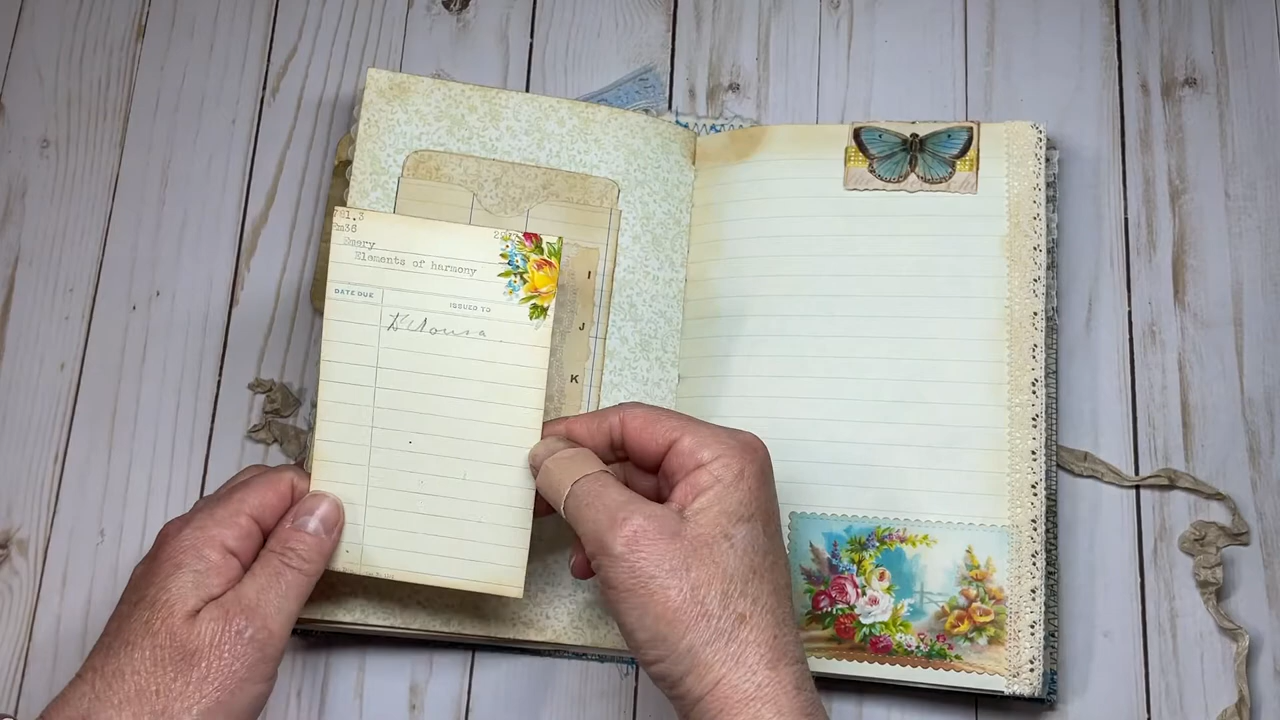 781.3
Em36
Emery
Elements of harmony
DATE DUE
ISSUED TO
I
J
K